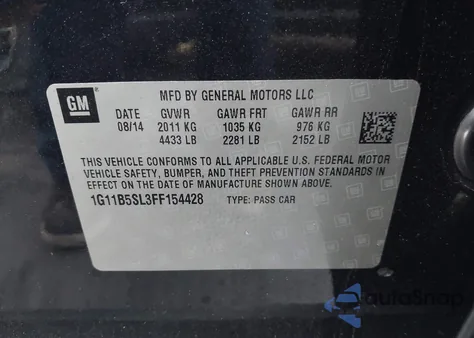 GM
MFD BY GENERAL MOTORS LLC
DATE GVWR GAWR FRT GAWR RR
08/14 2011 KG 1035 KG 976 KG
4433 LB 2281 LB 2152 LB
THIS VEHICLE CONFORMS TO ALL APPLICABLE U.S. FEDERAL MOTOR
VEHICLE SAFETY, BUMPER, AND THEFT PREVENTION STANDARDS IN
EFFECT ON THE DATE OF MANUFACTURE SHOWN ABOVE.
1G11B5SL3FF154428 TYPE: PASS CAR
AutoSnap